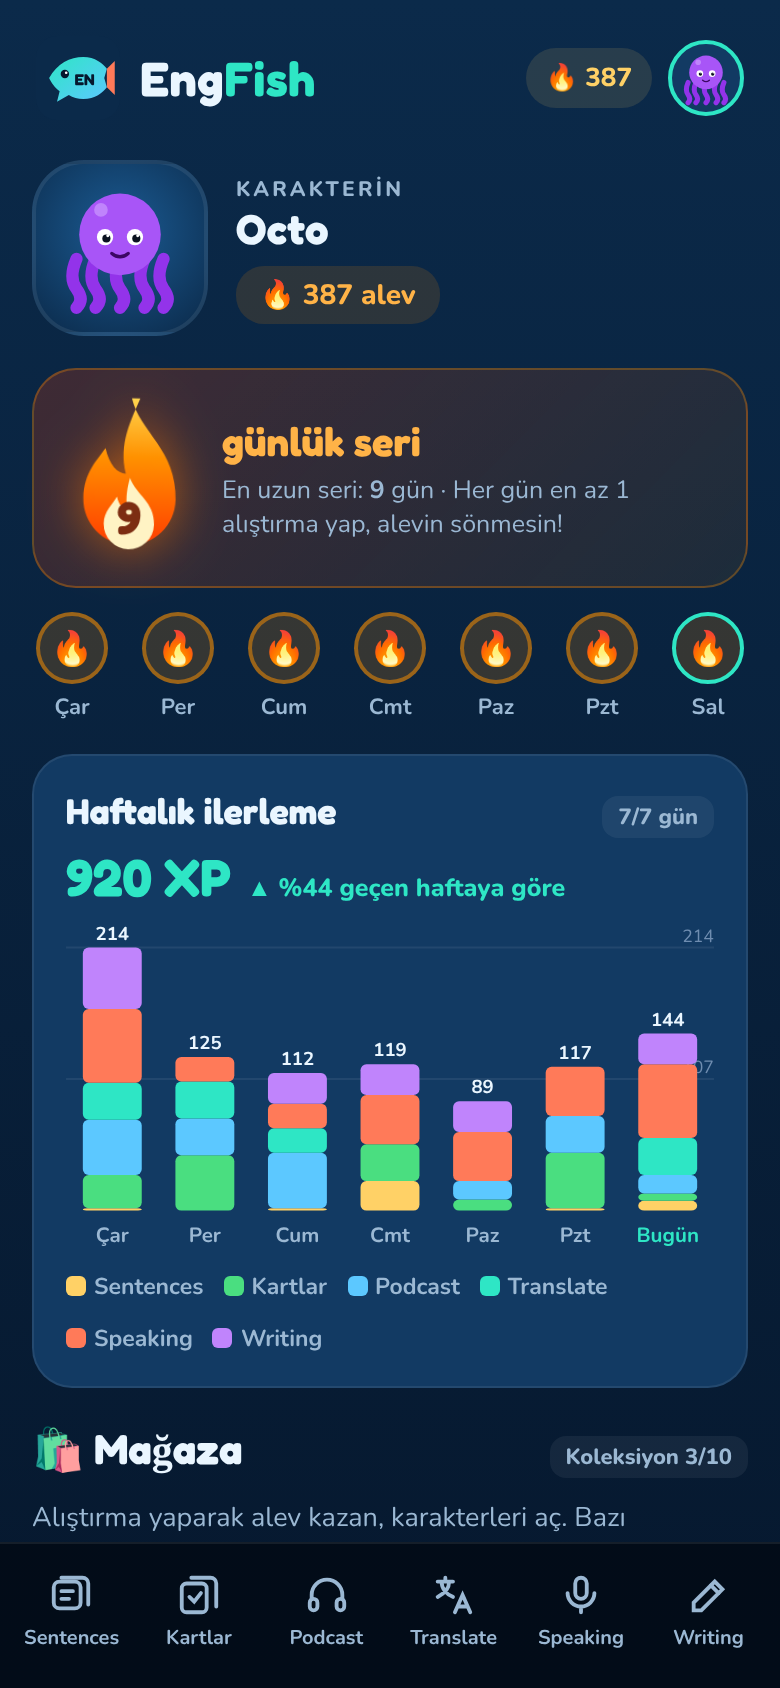 EN
EngFish
🔥 387
KARAKTERİN
Octo
🔥 387 alev
9
günlük seri
En uzun seri: 9 gün · Her gün en az 1
alıştırma yap, alevin sönmesin!
Çar Per Cum Cmt Paz Pzt Sal
Haftalık ilerleme
7/7 gün
920 XP ▲ %44 geçen haftaya göre
214
214
125
112
119
89
117
144
07
Çar Per Cum Cmt Paz Pzt Bugün
Sentences Kartlar Podcast Translate
Speaking Writing
🛍️ Mağaza
Koleksiyon 3/10
Alıştırma yaparak alev kazan, karakterleri aç. Bazı
Sentences Kartlar Podcast Translate Speaking Writing